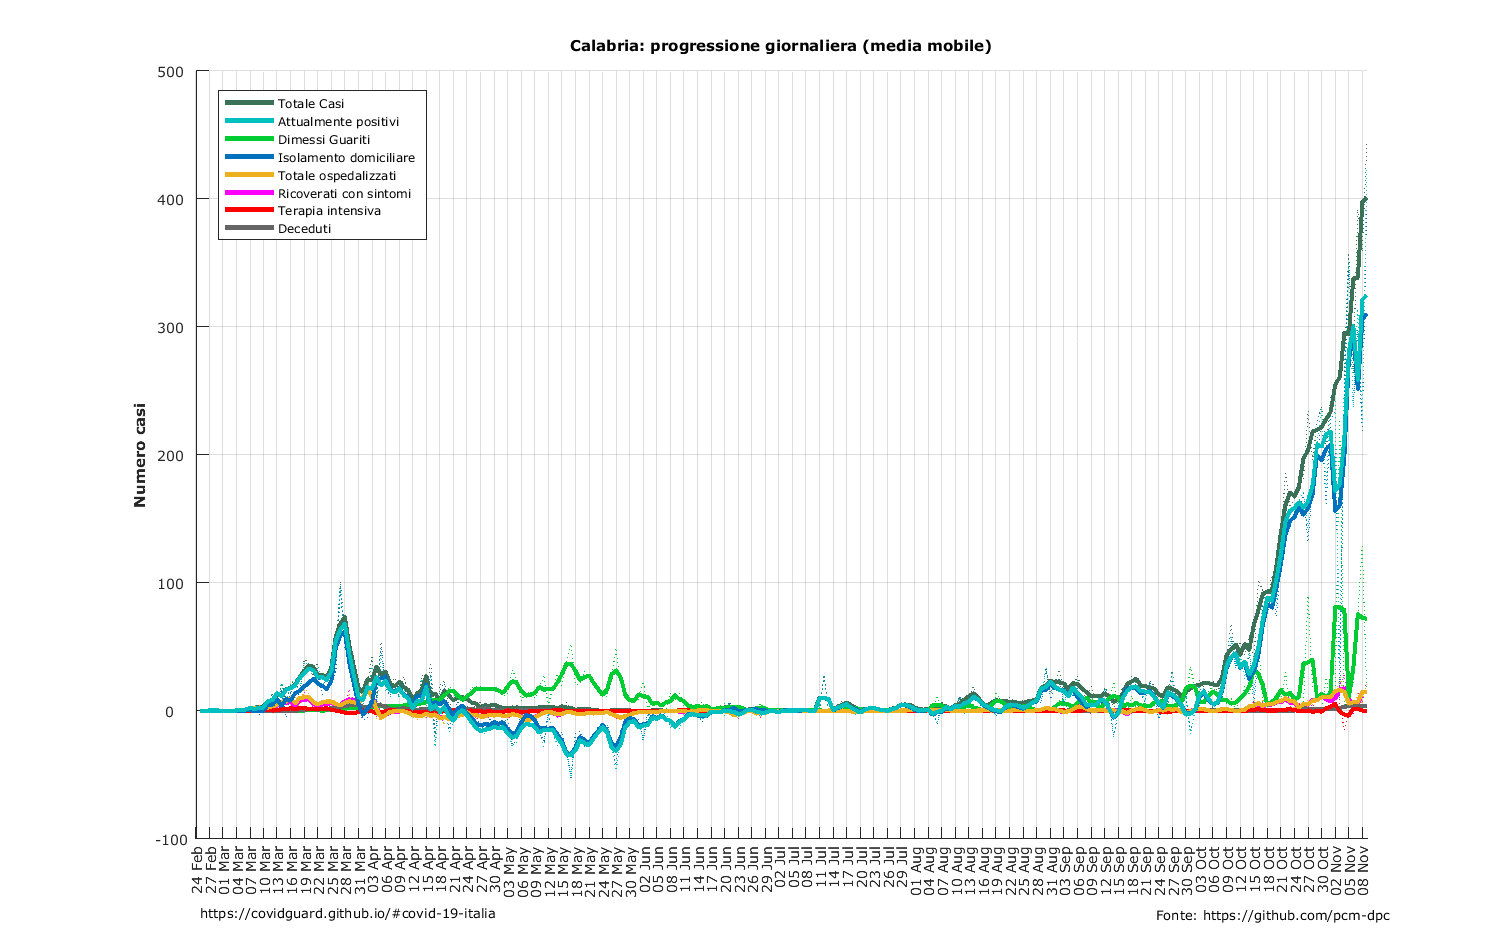 Calabria: progressione giornaliera (media mobile)
500
400
300
200
100
0
-100
Numero casi
Totale Casi
Attualmente positivi
Dimessi Guariti
Isolamento domiciliare
Totale ospedalizzati
Ricoverati con sintomi
Terapia intensiva
Deceduti
24 Feb
27 Feb
01 Mar
04 Mar
07 Mar
10 Mar
13 Mar
16 Mar
19 Mar
22 Mar
25 Mar
28 Mar
31 Mar
03 Apr
06 Apr
09 Apr
12 Apr
15 Apr
18 Apr
21 Apr
24 Apr
27 Apr
30 Apr
03 May
06 May
09 May
12 May
15 May
18 May
21 May
24 May
27 May
30 May
02 Jun
05 Jun
08 Jun
11 Jun
14 Jun
17 Jun
20 Jun
23 Jun
26 Jun
29 Jun
02 Jul
05 Jul
08 Jul
11 Jul
14 Jul
17 Jul
20 Jul
23 Jul
26 Jul
29 Jul
01 Aug
04 Aug
07 Aug
10 Aug
13 Aug
16 Aug
19 Aug
22 Aug
25 Aug
28 Aug
31 Aug
03 Sep
06 Sep
09 Sep
12 Sep
15 Sep
18 Sep
21 Sep
24 Sep
27 Sep
30 Sep
03 Oct
06 Oct
09 Oct
12 Oct
15 Oct
18 Oct
21 Oct
24 Oct
27 Oct
30 Oct
02 Nov
05 Nov
08 Nov
https://covidguard.github.io/#covid-19-italia
Fonte: https://github.com/pcm-dpc